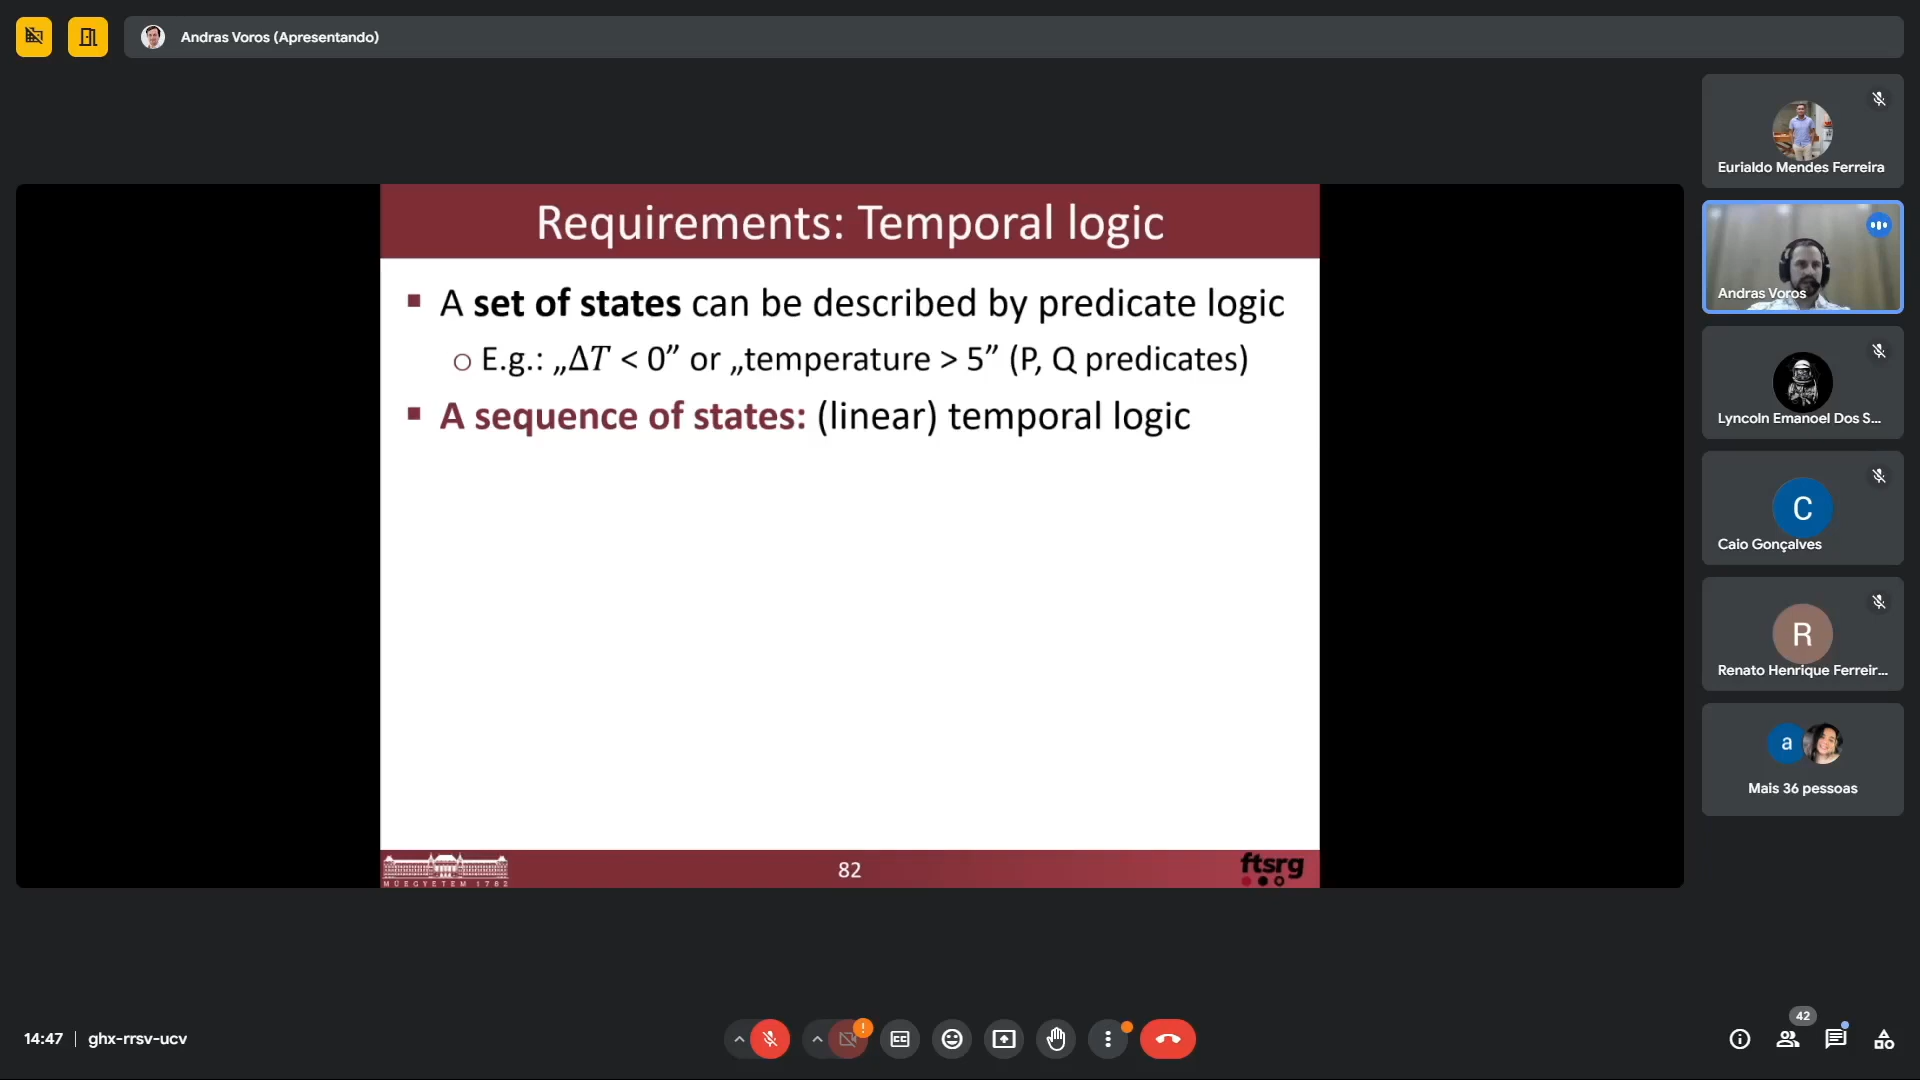 Andras Voros (Apresentando)
Requirements: Temporal logic
A set of states can be described by predicate logic
E.g.: „ΔT < 0” or „temperature > 5” (P, Q predicates)
A sequence of states: (linear) temporal logic
MŰEGYETEM 1782
82
ftsrg
Eurialdo Mendes Ferreira
Andras Voros
Lyncoln Emanoel Dos S...
C
Caio Gonçalves
R
Renato Henrique Ferreir...
a
Mais 36 pessoas
14:47 | ghx-rrsv-ucv
!
42